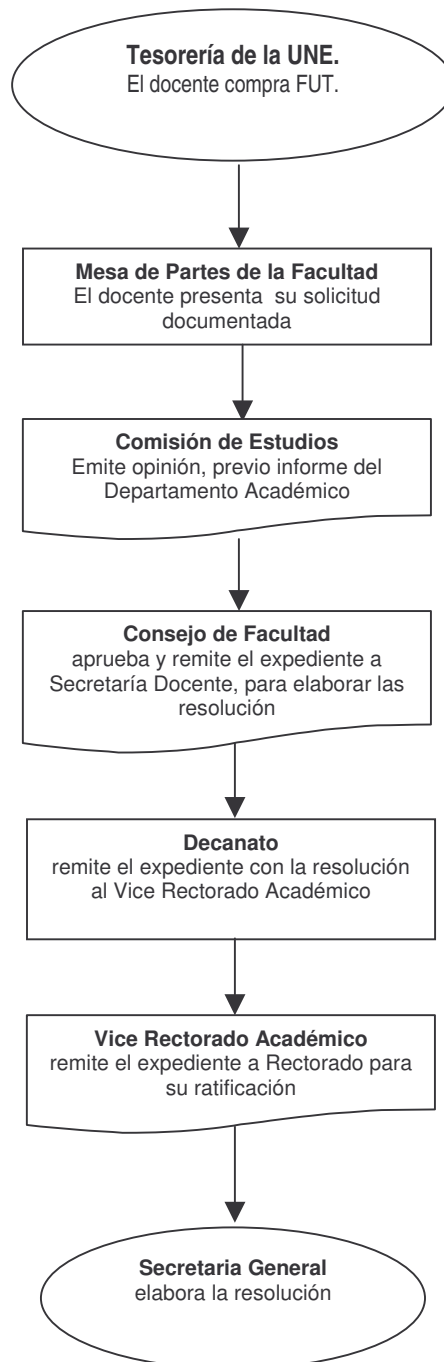 Tesorería de la UNE.
El docente compra FUT.
Mesa de Partes de la Facultad
El docente presenta su solicitud
documentada
Comisión de Estudios
Emite opinión, previo informe del
Departamento Académico
Consejo de Facultad
aprueba y remite el expediente a
Secretaría Docente, para elaborar las
resolución
Decanato
remite el expediente con la resolución
al Vice Rectorado Académico
Vice Rectorado Académico
remite el expediente a Rectorado para
su ratificación
Secretaria General
elabora la resolución